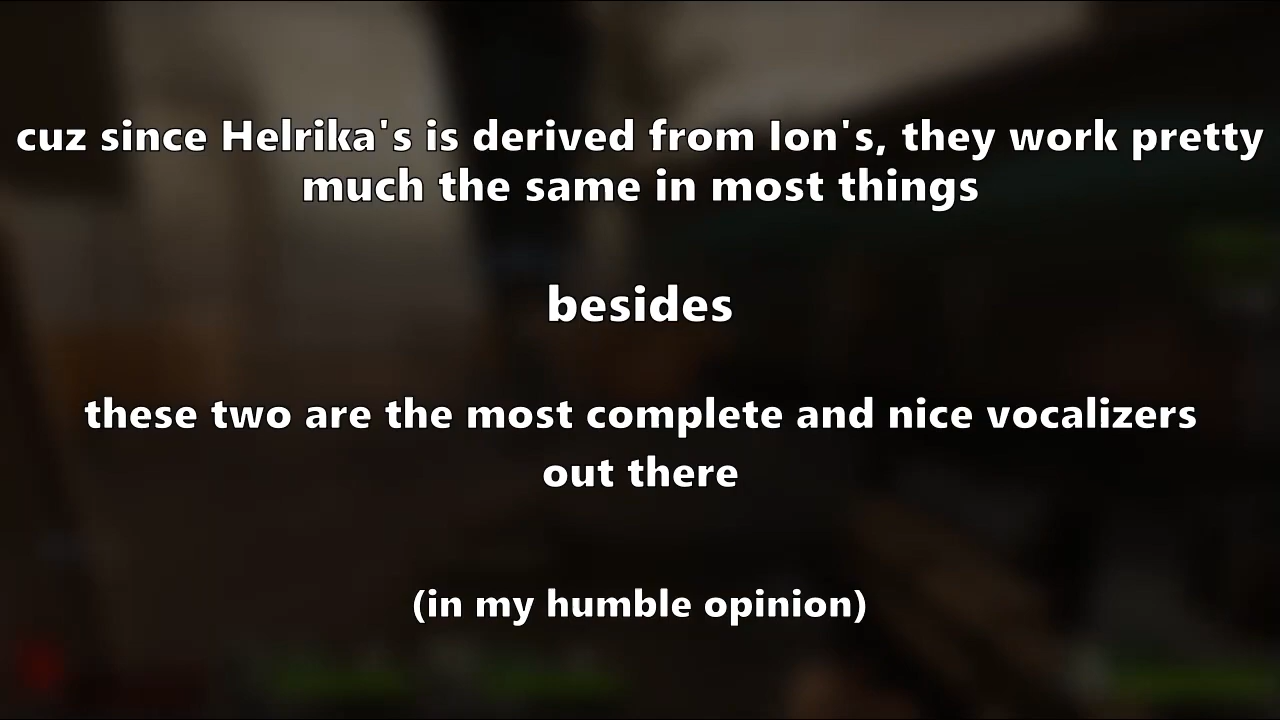 cuz since Helrika's is derived from Ion's, they work pretty
much the same in most things
besides
these two are the most complete and nice vocalizers
out there
(in my humble opinion)